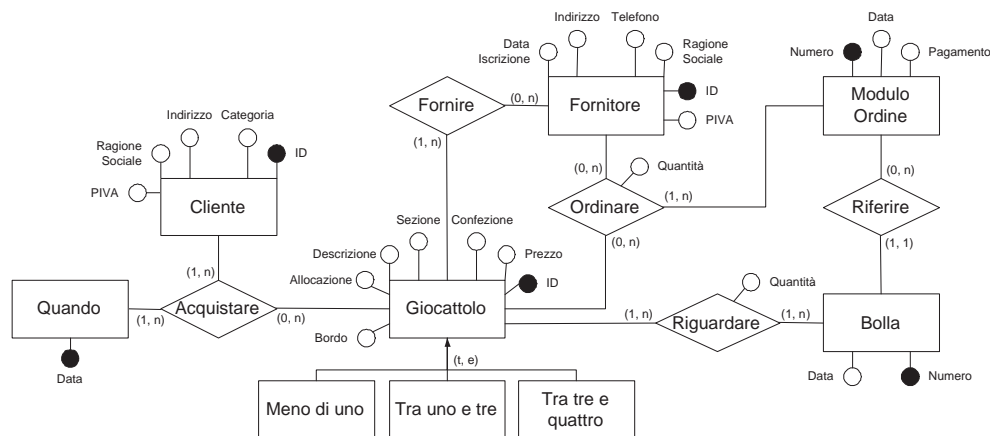 Data
Numero
Pagamento
Modulo
Ordine
Indirizzo
Telefono
Data
Iscrizione
Ragione
Sociale
ID
PIVA
Fornitore
Fornire
(0, n)
(1, n)
Indirizzo
Categoria
Ragione
Sociale
ID
PIVA
Cliente
(0, n)
Quantità
Ordinare
(1, n)
(0, n)
(0, n)
Riferire
(1, 1)
Sezione
Confezione
Descrizione
Prezzo
Allocazione
ID
Giocattolo
Bordo
(1, n)
Quando
(1, n)
Acquistare
(0, n)
Data
Quantità
(1, n)
Riguardare
(1, n)
Bolla
Data
Numero
(t, e)
Meno di uno
Tra uno e tre
Tra tre e
quattro